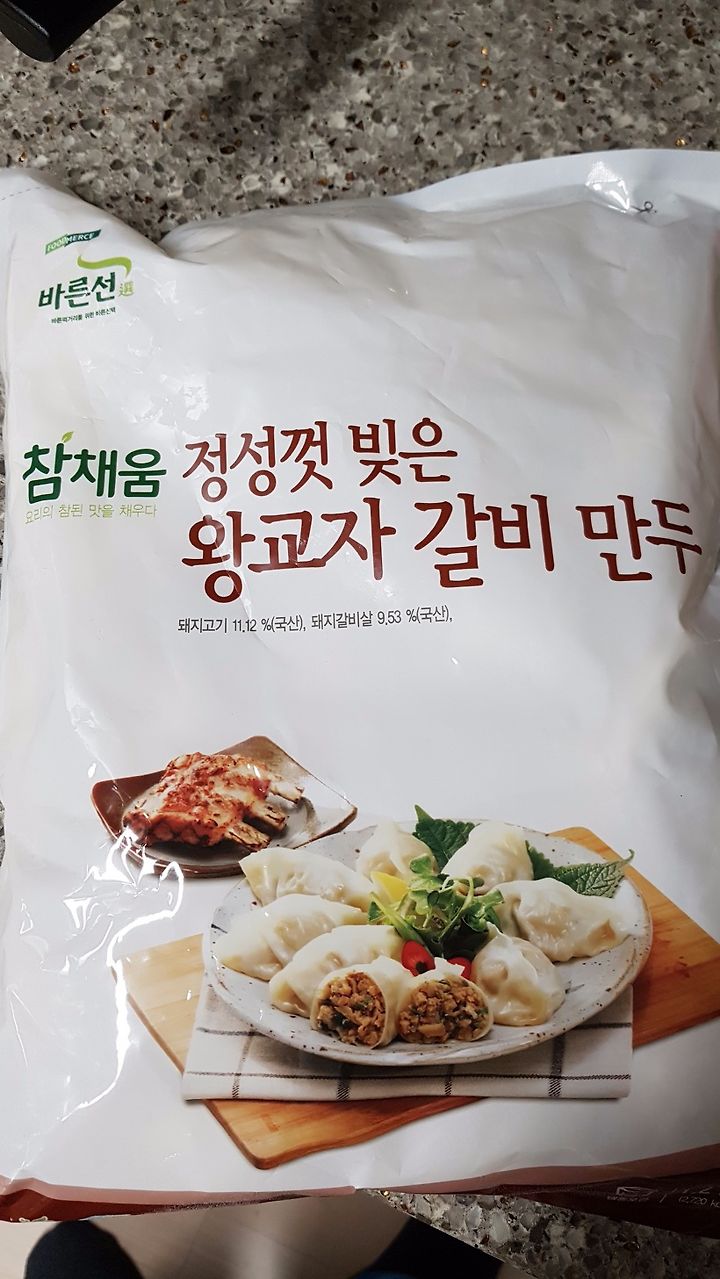 FOODMERCE
바른선 選
바른먹거리를 위한 바른선택
참채움
요리의 참된 맛을 채우다
정성껏 빚은
왕교자 갈비 만두
돼지고기 11.12 %(국산), 돼지갈비살 9.53 %(국산),